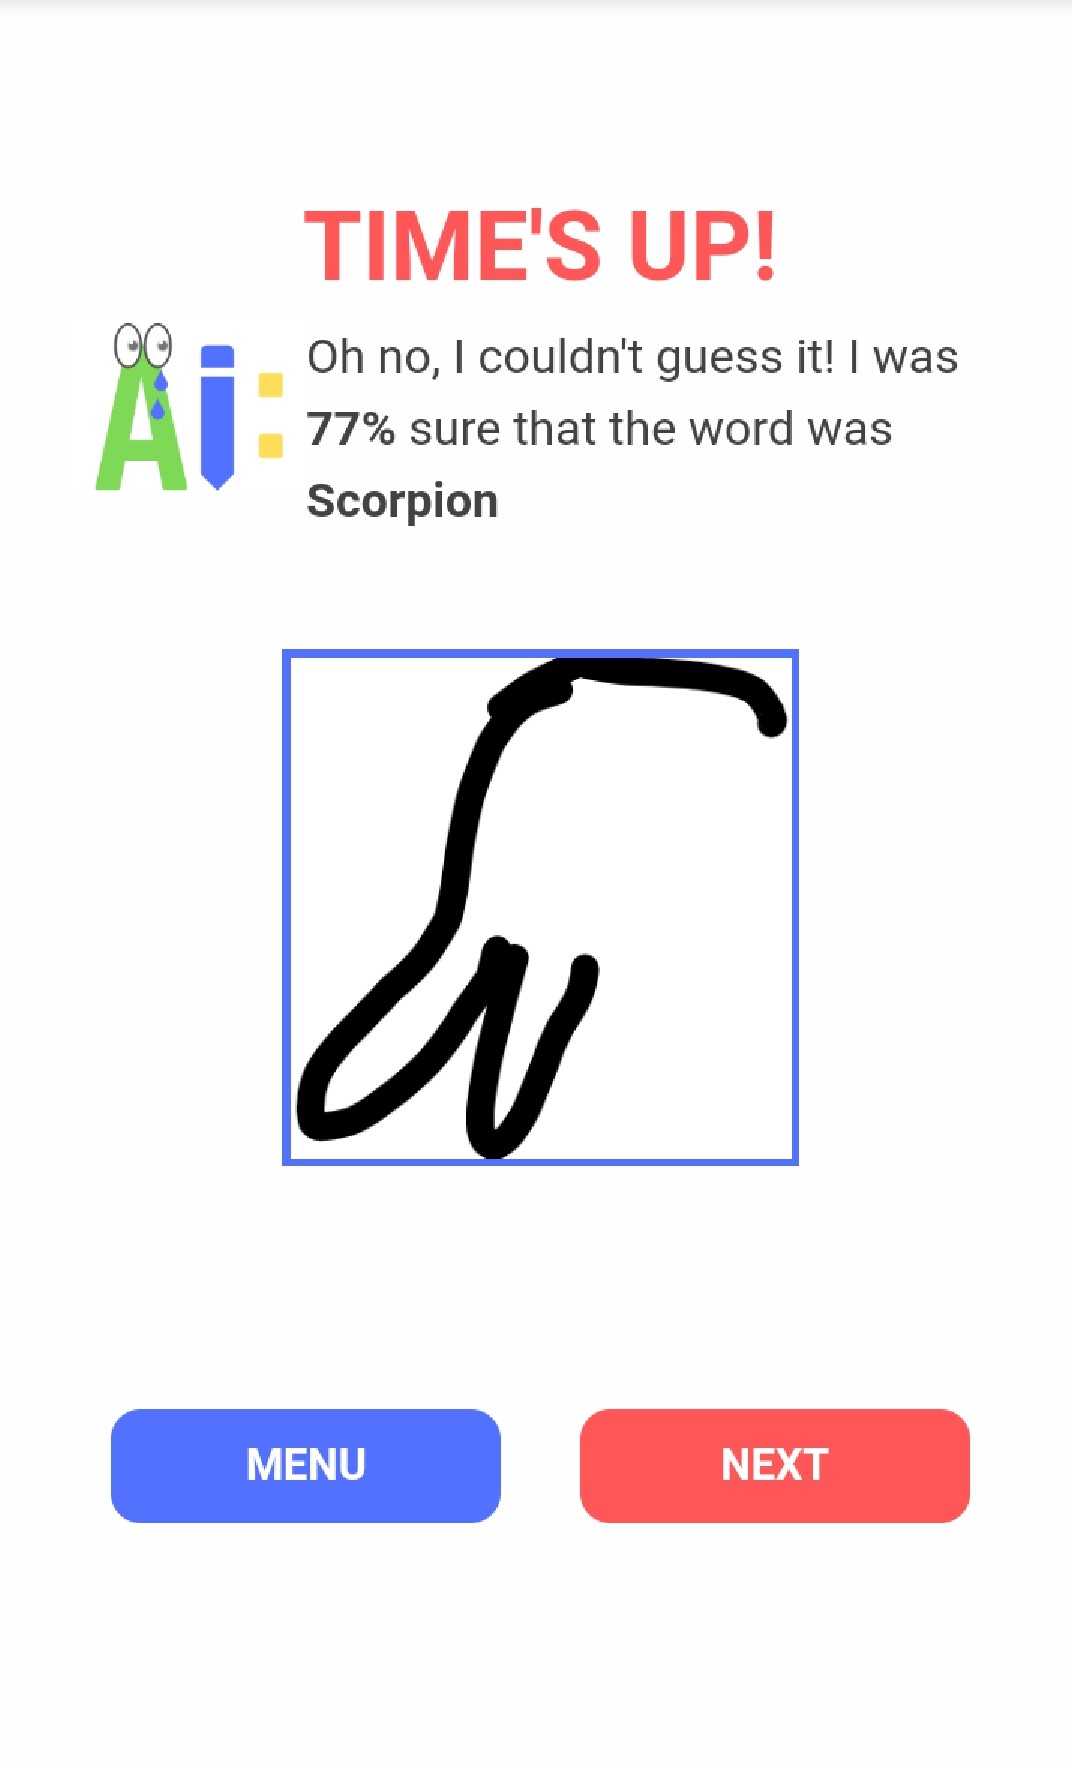 TIME'S UP!
Ai:
Oh no, I couldn't guess it! I was
77% sure that the word was
Scorpion
MENU
NEXT